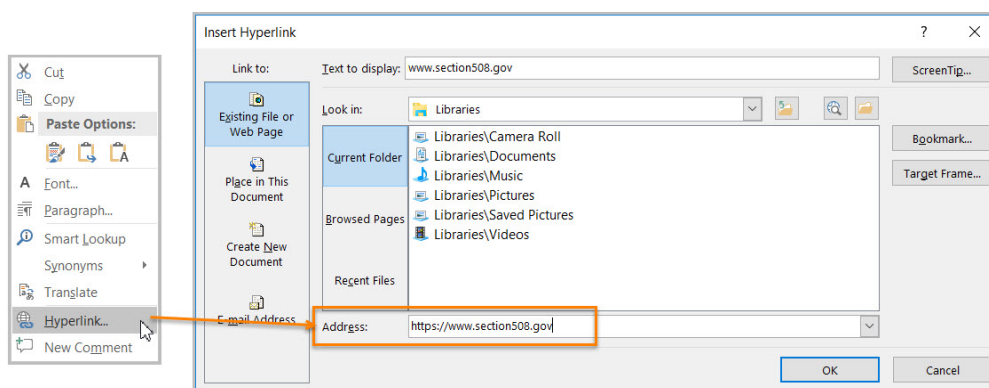 Cut
Copy
Paste Options:
A
Font...
Paragraph...
Smart Lookup
Synonyms
Translate
Hyperlink...
New Comment
Insert Hyperlink
?
Link to:
Existing File or
Web Page
Place in This
Document
Create New
Document
E-mail Address
Text to display: www.section508.gov
ScreenTip...
Look in: Libraries
Current Folder
Browsed Pages
Recent Files
Libraries\Camera Roll
Libraries\Documents
Libraries\Music
Libraries\Pictures
Libraries\Saved Pictures
Libraries\Videos
Bookmark...
Target Frame...
Address: https://www.section508.gov
OK
Cancel